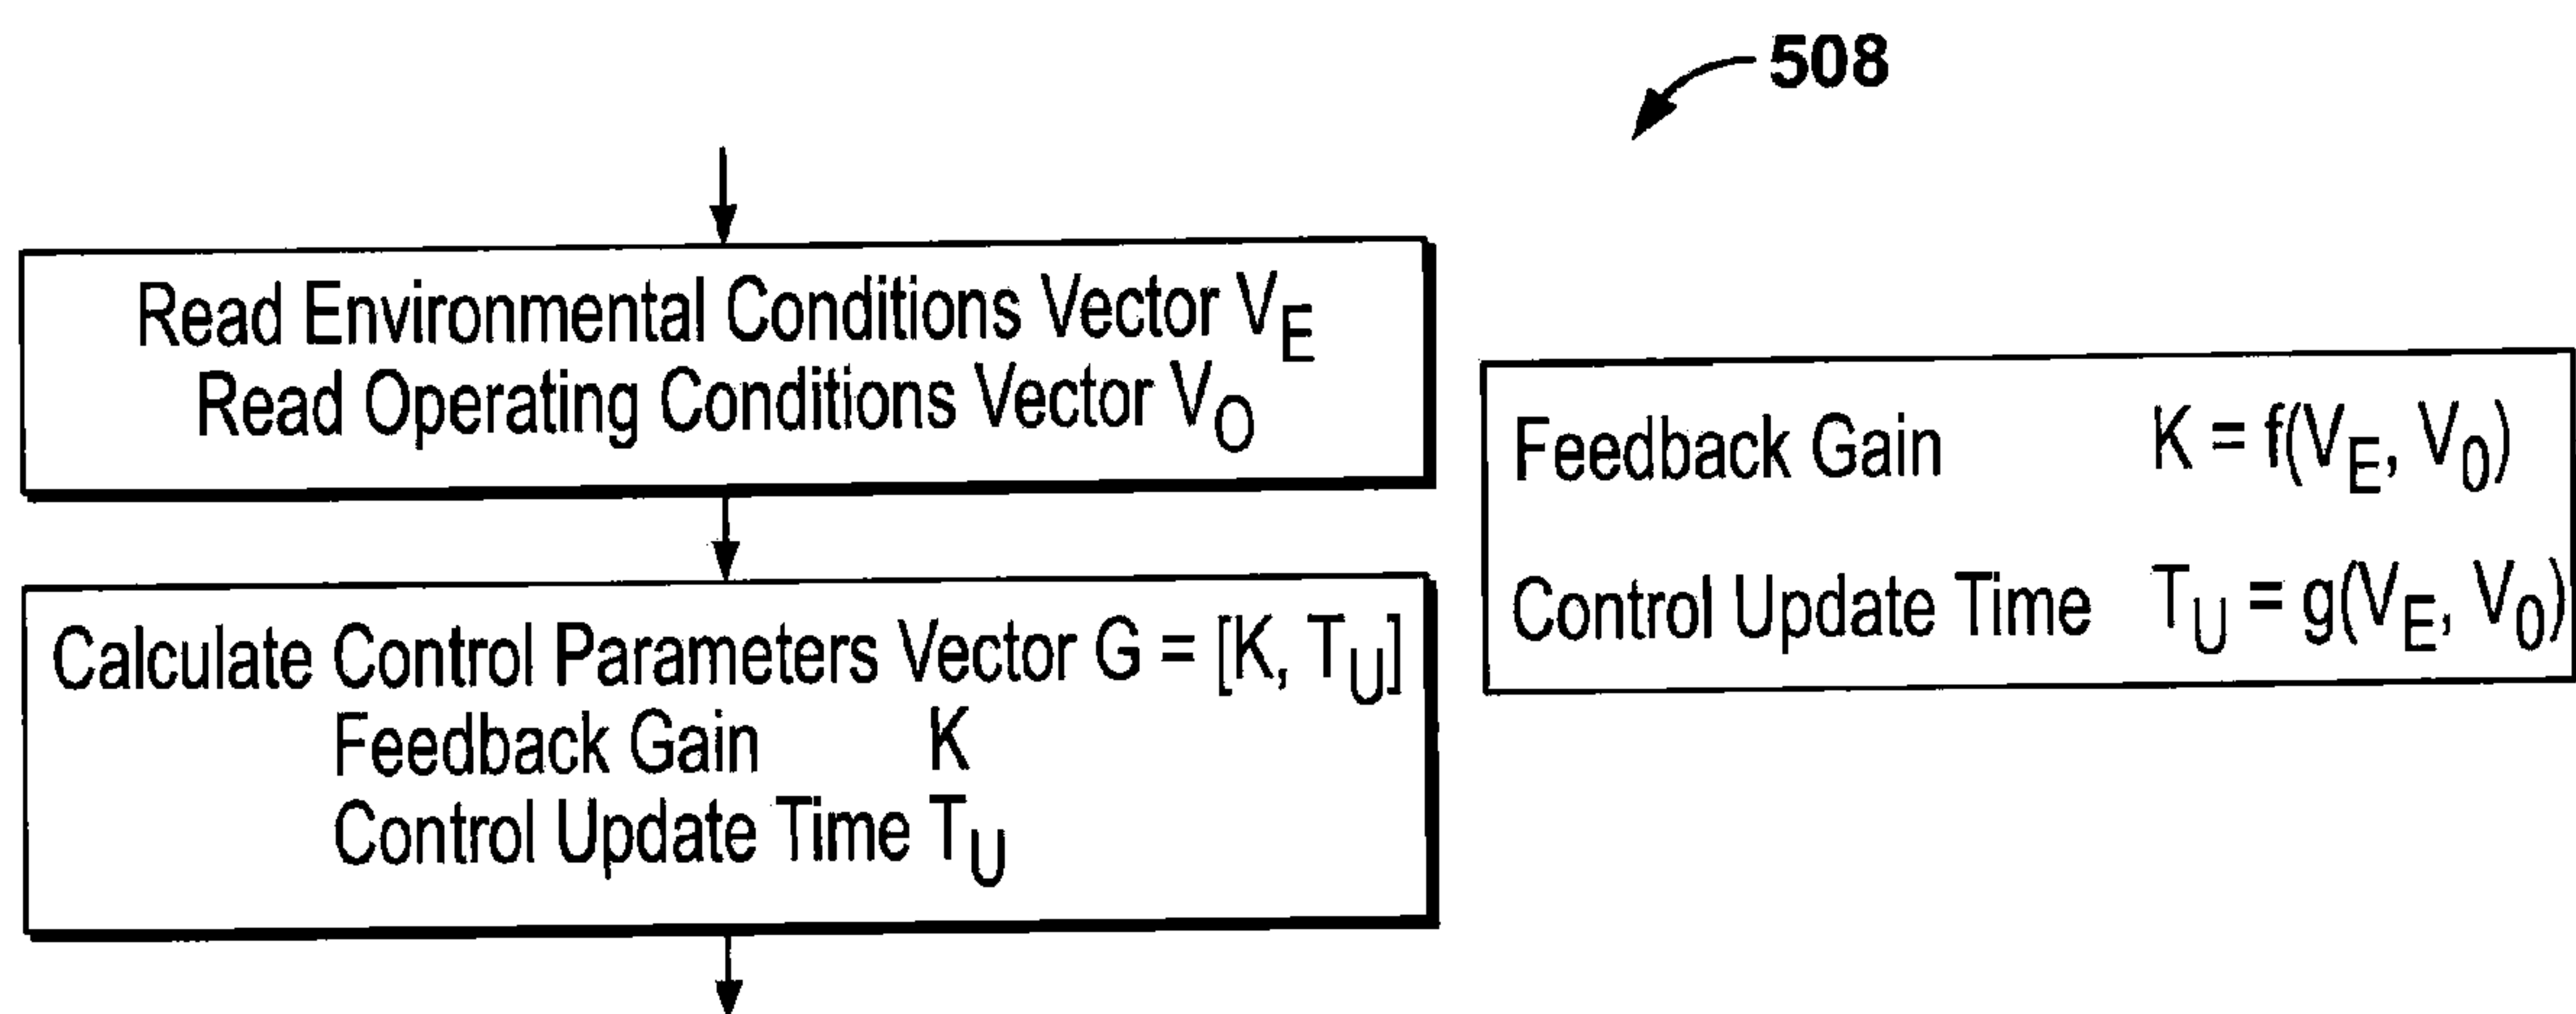 508
Read Environmental Conditions Vector V_E
Read Operating Conditions Vector V_O
Feedback Gain K = f(V_E, V_0)
Control Update Time T_U = g(V_E, V_0)
Calculate Control Parameters Vector G = [K, T_U]
Feedback Gain K
Control Update Time T_U